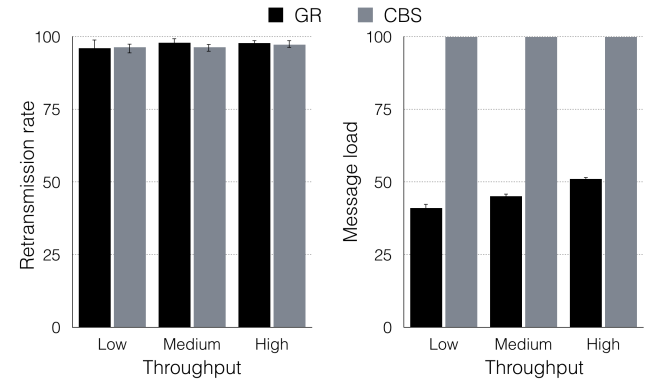 GR CBS
Retransmission rate
100
75
50
25
0
Low Medium High
Throughput
Message load
100
75
50
25
0
Low Medium High
Throughput